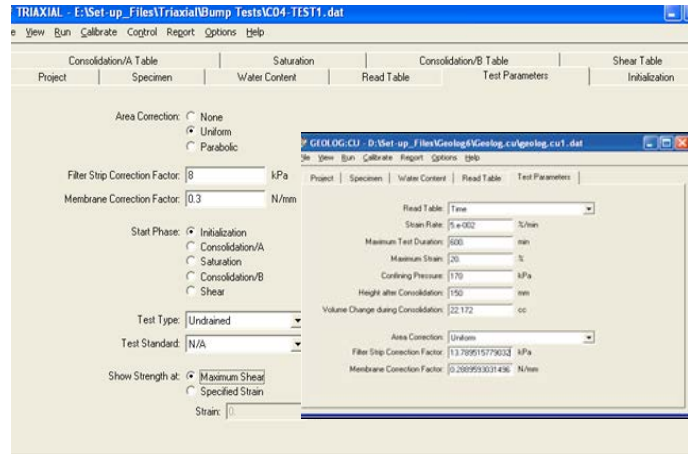 TRIAXIAL - E:\Set-up_Files\Triaxial\Bump Tests\C04-TEST1.dat
e View Run Calibrate Control Report Options Help
Consolidation/A Table Saturation Consolidation/B Table Shear Table
Project Specimen Water Content Read Table Test Parameters Initialization
Area Correction: None
Uniform
Parabolic
Filter Strip Correction Factor: 8 kPa
Membrane Correction Factor: 0.3 N/mm
Start Phase: Initialization
Consolidation/A
Saturation
Consolidation/B
Shear
Test Type: Undrained
Test Standard: N/A
Show Strength at: Maximum Shear
Specified Strain
Strain: 0.
GEOLOG:CU - D:\Set-up_Files\Geolog6\Geolog.cu\geolog.cu1.dat
File View Run Calibrate Report Options Help
Project Specimen Water Content Read Table Test Parameters
Read Table: Time
Strain Rate: 5.e-002 %/min
Maximum Test Duration: 600. min
Maximum Strain: 20. %
Confining Pressure: 170 kPa
Height after Consolidation: 150 mm
Volume Change during Consolidation: 22.172 cc
Area Correction: Uniform
Filter Strip Correction Factor: 13.789515779032 kPa
Membrane Correction Factor: 0.2889593031496 N/mm